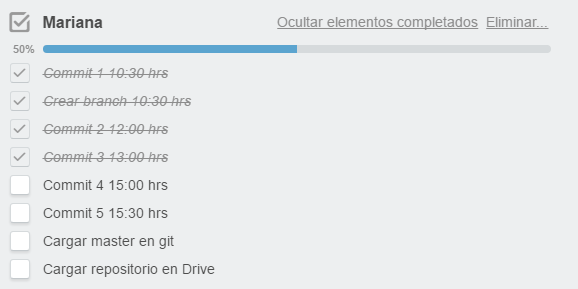 Mariana Ocultar elementos completados Eliminar...
50%
Commit 1 10:30 hrs
Crear branch 10:30 hrs
Commit 2 12:00 hrs
Commit 3 13:00 hrs
Commit 4 15:00 hrs
Commit 5 15:30 hrs
Cargar master en git
Cargar repositorio en Drive